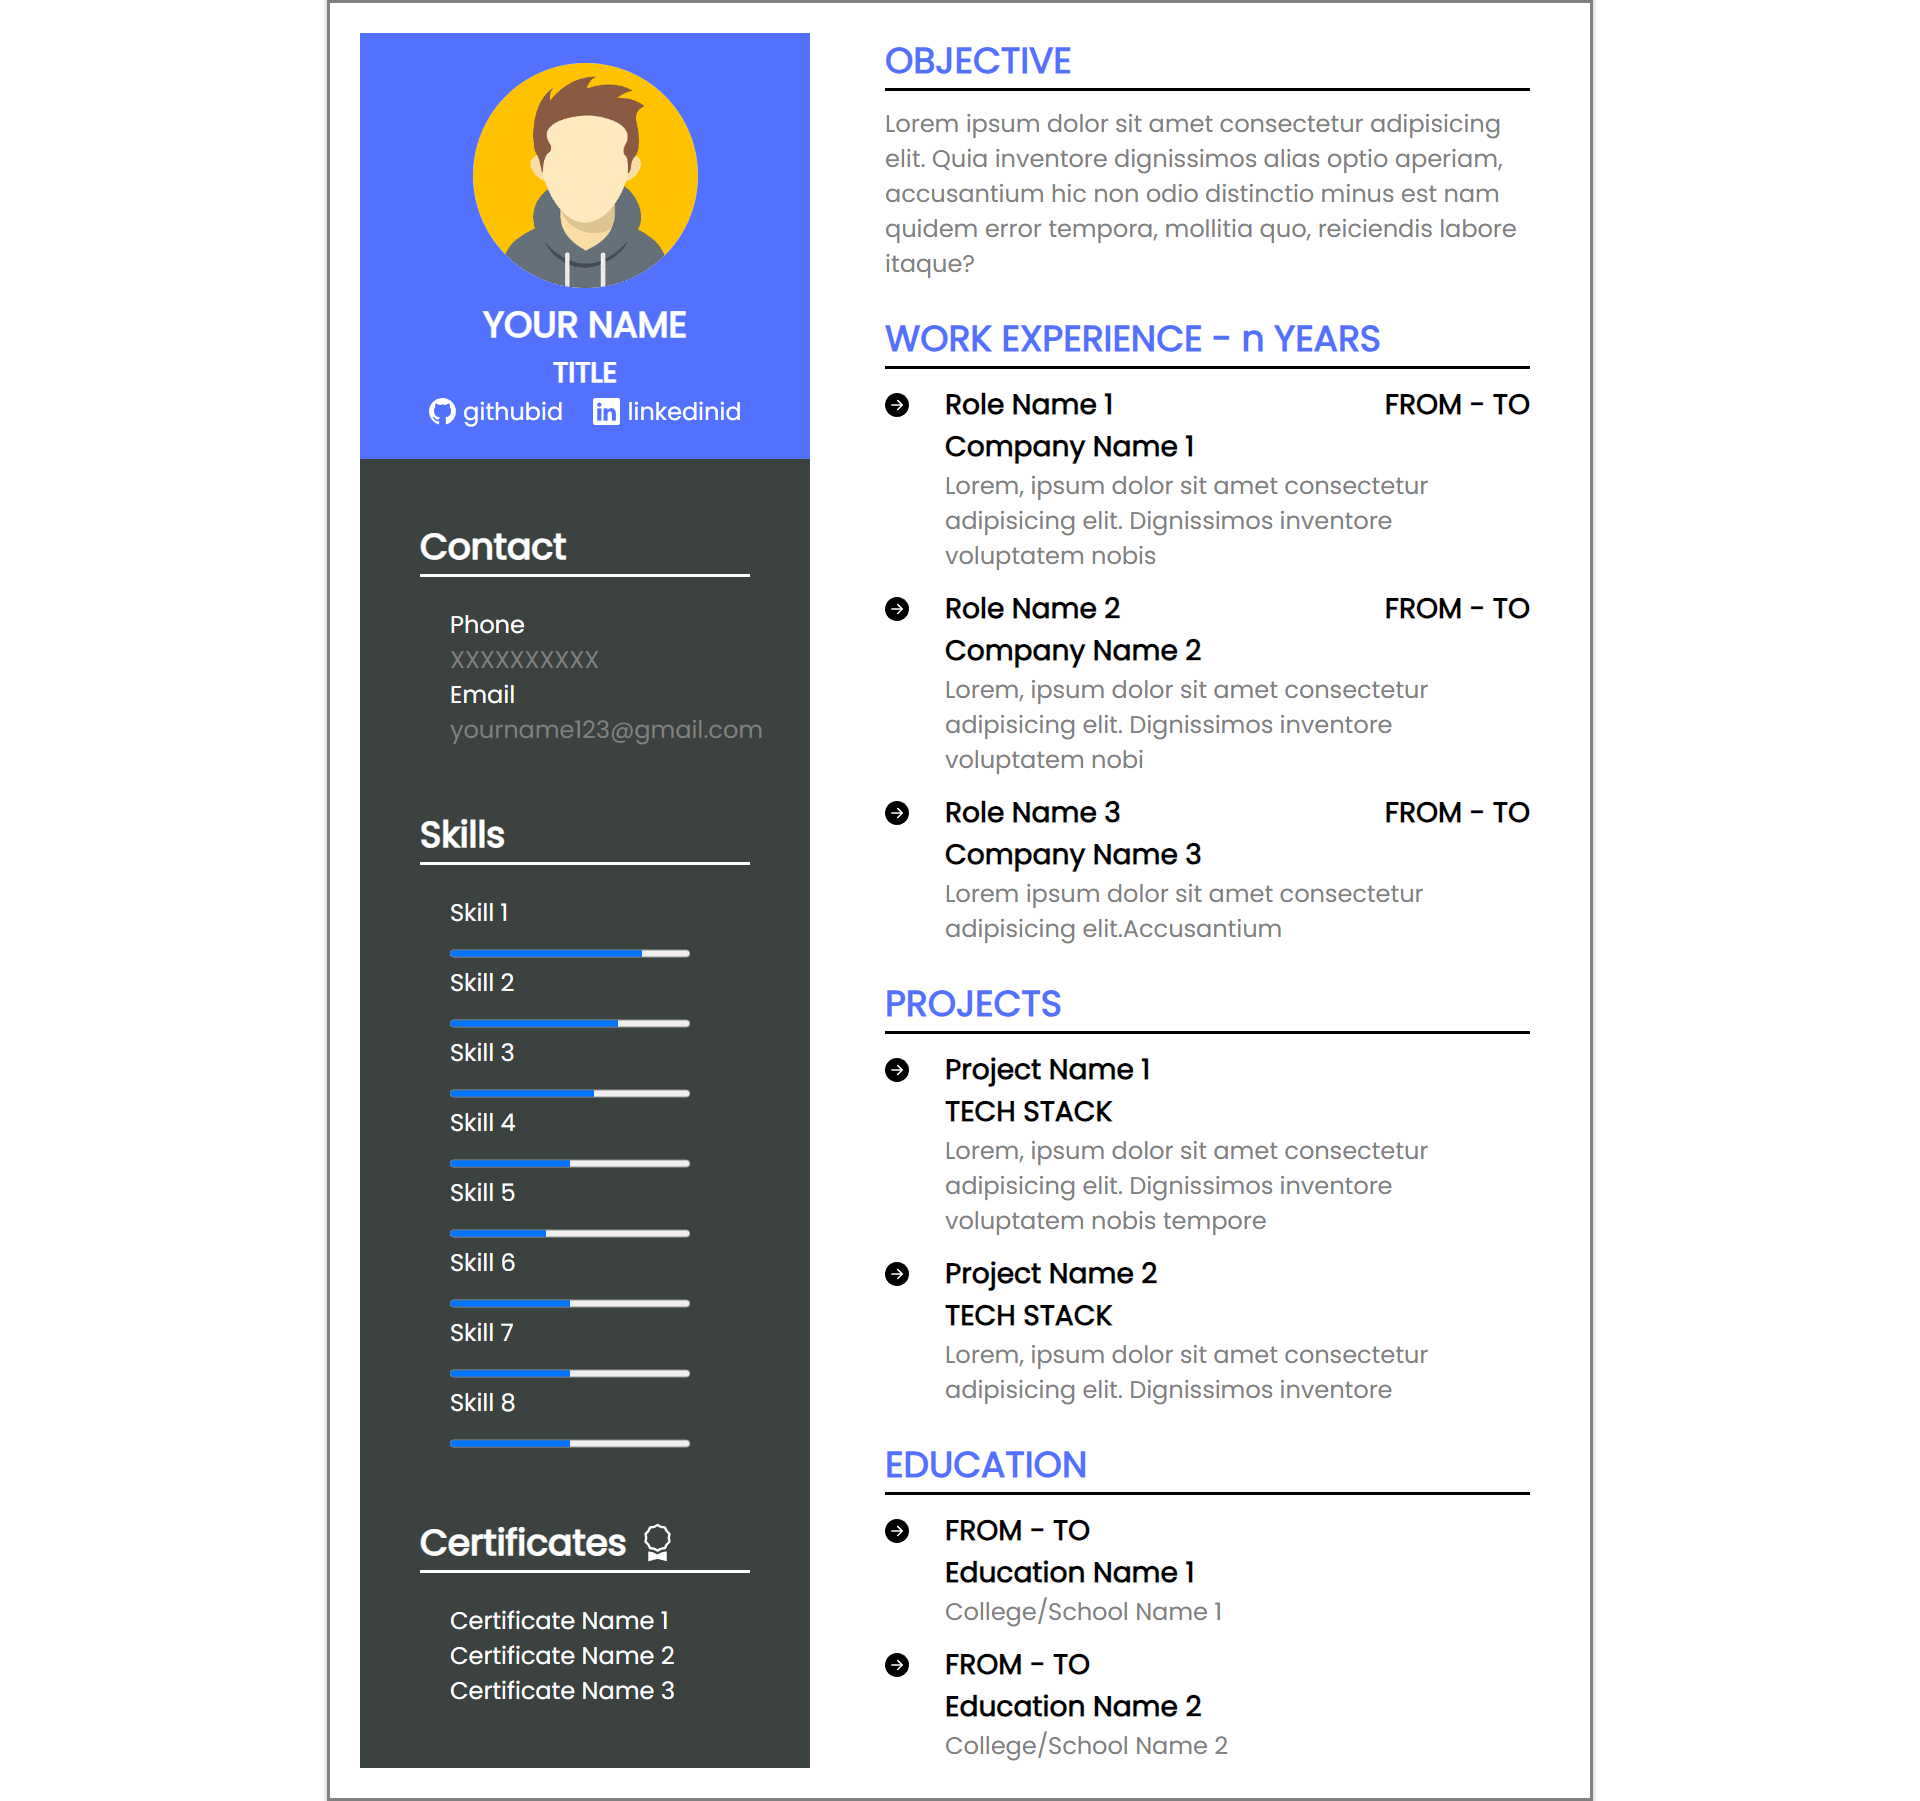 YOUR NAME
TITLE
githubid linkedinid
Contact
Phone
XXXXXXXXXX
Email
yourname123@gmail.com
Skills
Skill 1
Skill 2
Skill 3
Skill 4
Skill 5
Skill 6
Skill 7
Skill 8
Certificates
Certificate Name 1
Certificate Name 2
Certificate Name 3
OBJECTIVE
Lorem ipsum dolor sit amet consectetur adipisicing
elit. Quia inventore dignissimos alias optio aperiam,
accusantium hic non odio distinctio minus est nam
quidem error tempora, mollitia quo, reiciendis labore
itaque?
WORK EXPERIENCE - n YEARS
Role Name 1 FROM - TO
Company Name 1
Lorem, ipsum dolor sit amet consectetur
adipisicing elit. Dignissimos inventore
voluptatem nobis
Role Name 2 FROM - TO
Company Name 2
Lorem, ipsum dolor sit amet consectetur
adipisicing elit. Dignissimos inventore
voluptatem nobi
Role Name 3 FROM - TO
Company Name 3
Lorem ipsum dolor sit amet consectetur
adipisicing elit.Accusantium
PROJECTS
Project Name 1
TECH STACK
Lorem, ipsum dolor sit amet consectetur
adipisicing elit. Dignissimos inventore
voluptatem nobis tempore
Project Name 2
TECH STACK
Lorem, ipsum dolor sit amet consectetur
adipisicing elit. Dignissimos inventore
EDUCATION
FROM - TO
Education Name 1
College/School Name 1
FROM - TO
Education Name 2
College/School Name 2